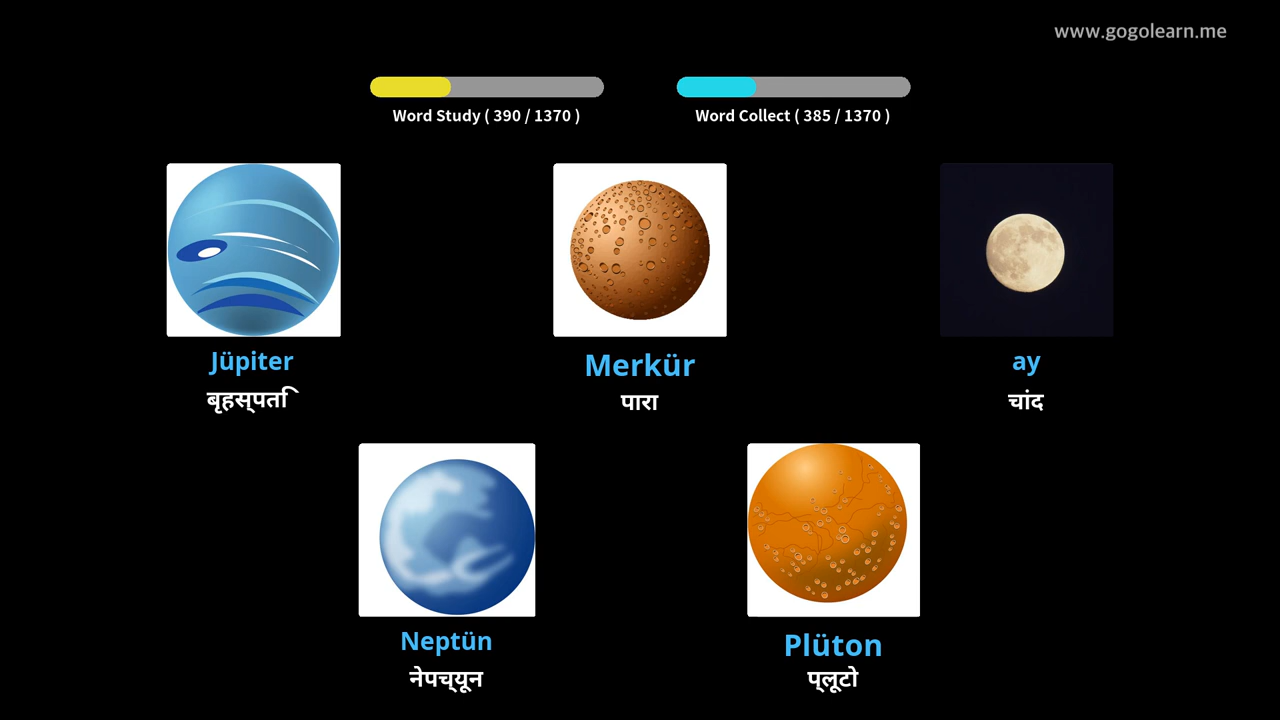 www.gogolearn.me
Word Study ( 390 / 1370 )
Word Collect ( 385 / 1370 )
Jüpiter
बृहस्पति
Merkür
पारा
ay
चांद
Neptün
नेपच्यून
Plüton
प्लूटो